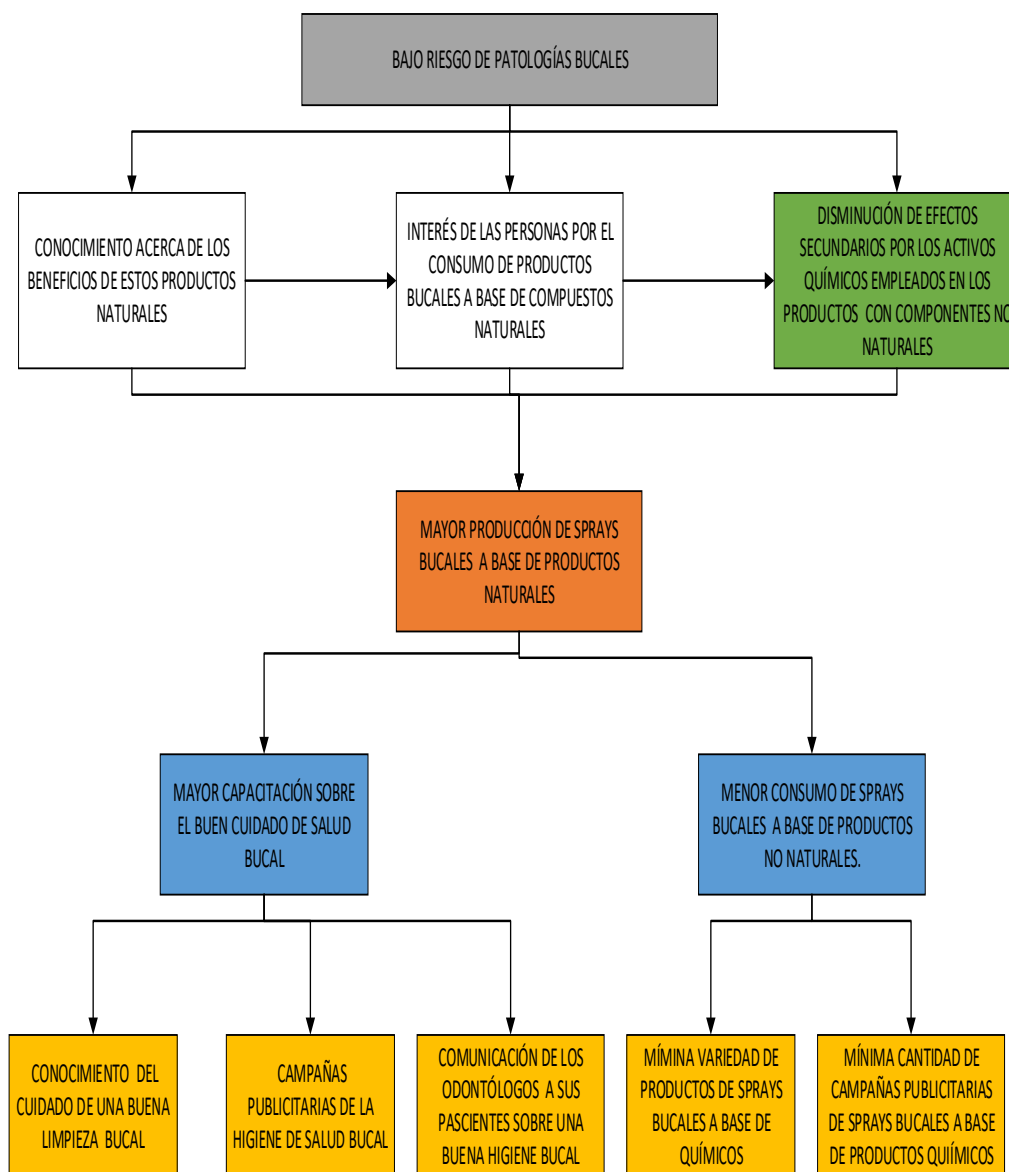 BAJO RIESGO DE PATOLOGÍAS BUCALES
CONOCIMIENTO ACERCA DE LOS
BENEFICIOS DE ESTOS PRODUCTOS
NATURALES
INTERÉS DE LAS PERSONAS POR EL
CONSUMO DE PRODUCTOS
BUCALES A BASE DE COMPUESTOS
NATURALES
DISMINUCIÓN DE EFECTOS
SECUNDARIOS POR LOS ACTIVOS
QUÍMICOS EMPLEADOS EN LOS
PRODUCTOS CON COMPONENTES NO
NATURALES
MAYOR PRODUCCIÓN DE SPRAYS
BUCALES A BASE DE PRODUCTOS
NATURALES
MAYOR CAPACITACIÓN SOBRE
EL BUEN CUIDADO DE SALUD
BUCAL
MENOR CONSUMO DE SPRAYS
BUCALES A BASE DE PRODUCTOS
NO NATURALES.
CONOCIMIENTO DEL
CUIDADO DE UNA BUENA
LIMPIEZA BUCAL
CAMPAÑAS
PUBLICITARIAS DE LA
HIGIENE DE SALUD BUCAL
COMUNICACIÓN DE LOS
ODONTÓLOGOS A SUS
PASCIENTES SOBRE UNA
BUENA HIGIENE BUCAL
MÍMINA VARIEDAD DE
PRODUCTOS DE SPRAYS
BUCALES A BASE DE
QUÍMICOS
MÍNIMA CANTIDAD DE
CAMPAÑAS PUBLICITARIAS
DE SPRAYS BUCALES A BASE
DE PRODUCTOS QUIÍMICOS